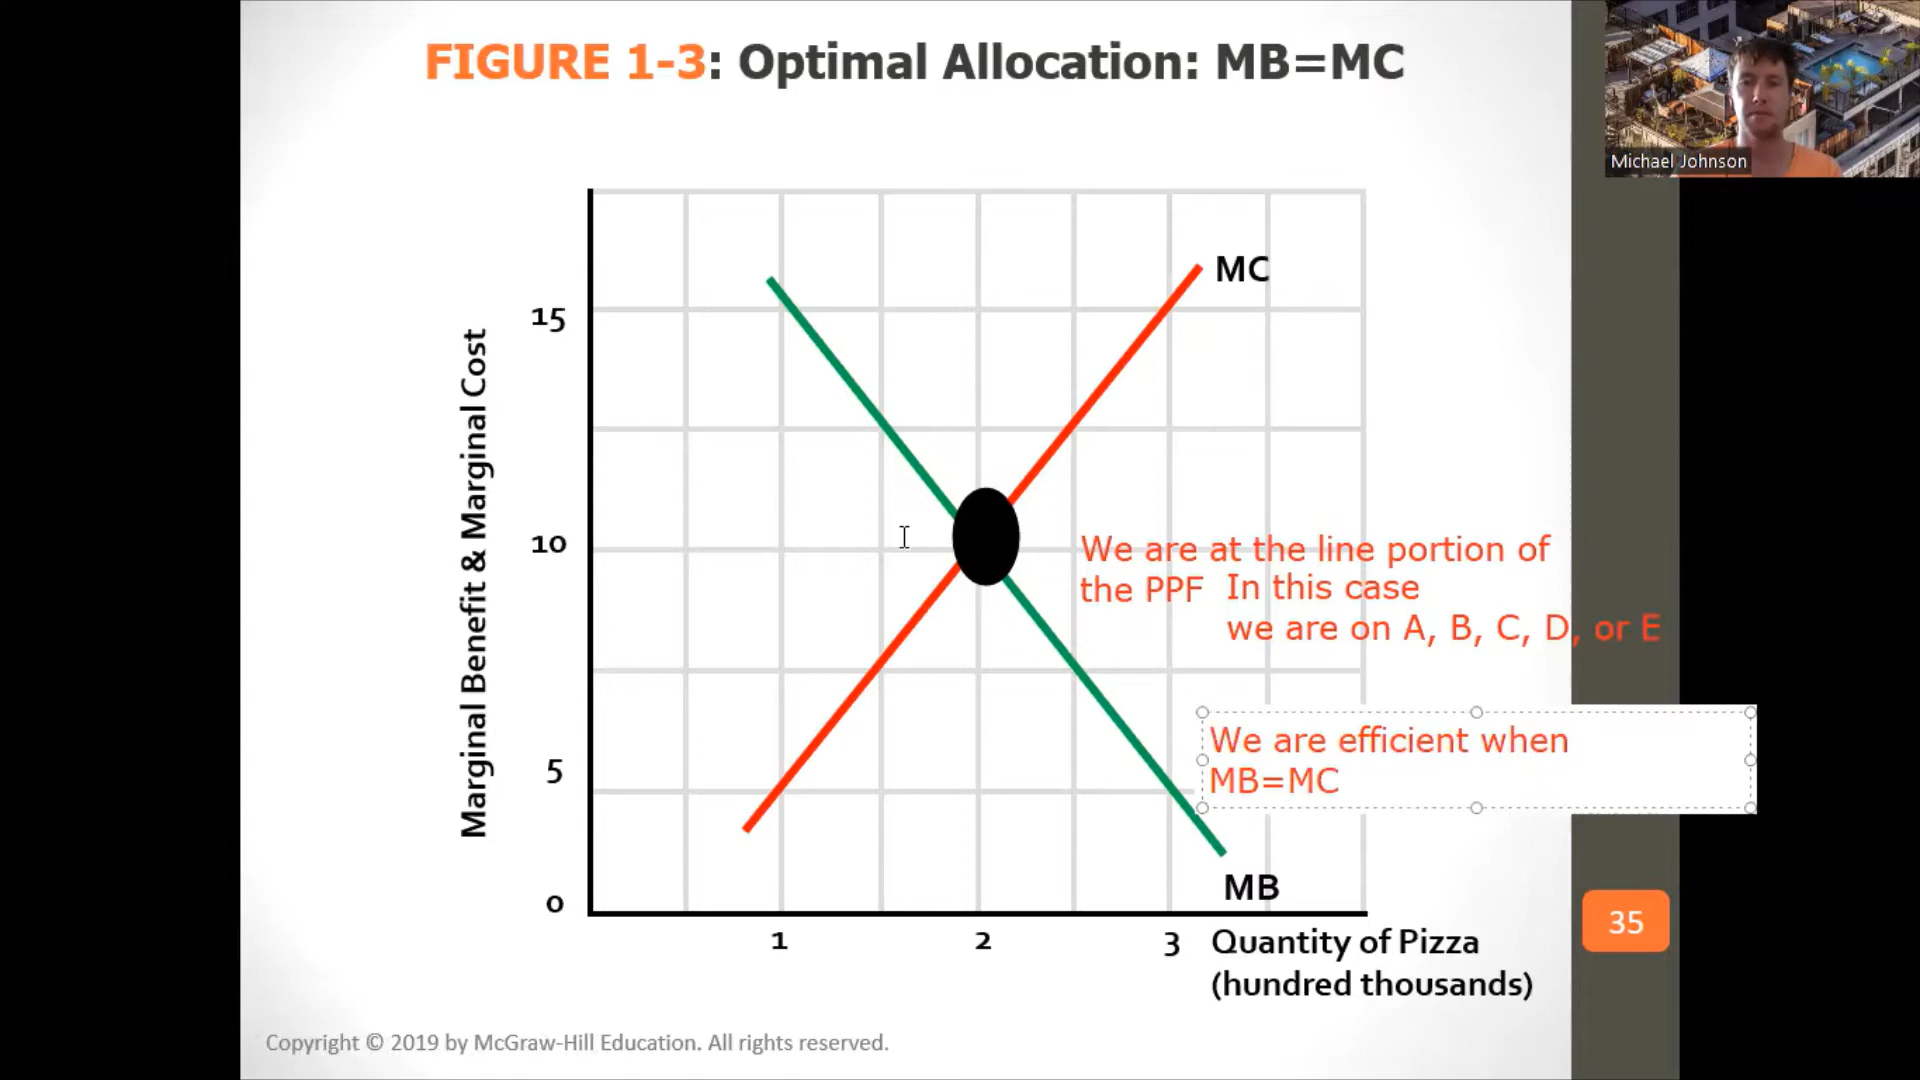 FIGURE 1-3: Optimal Allocation: MB=MC
Michael Johnson
MC
15
Marginal Benefit & Marginal Cost
10
We are at the line portion of
the PPF
In this case
we are on A, B, C, D, or E
We are efficient when
MB=MC
5
MB
0
1
2
3
Quantity of Pizza
(hundred thousands)
35
Copyright © 2019 by McGraw-Hill Education. All rights reserved.